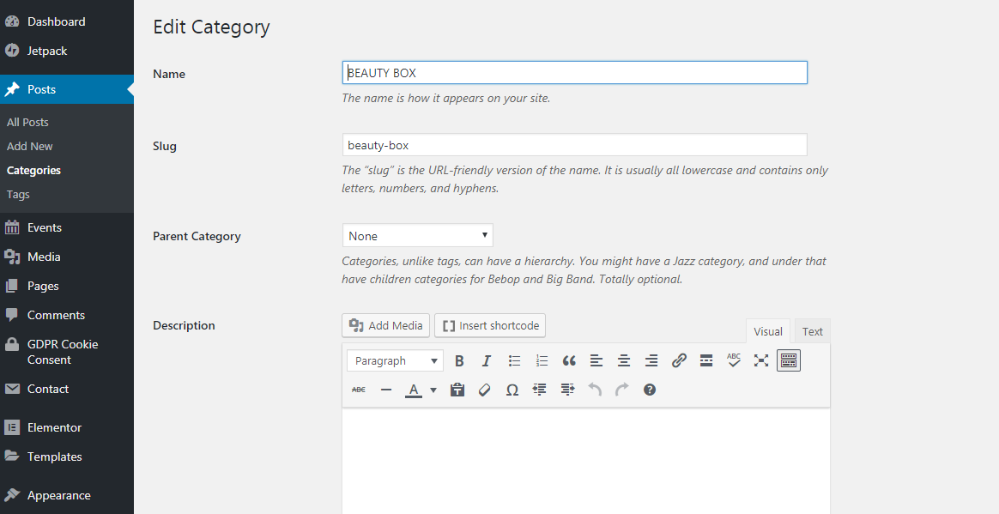 Dashboard
Jetpack
Posts
All Posts
Add New
Categories
Tags
Events
Media
Pages
Comments
GDPR Cookie
Consent
Contact
Elementor
Templates
Appearance
Edit Category
Name
BEAUTY BOX
The name is how it appears on your site.
Slug
beauty-box
The “slug” is the URL-friendly version of the name. It is usually all lowercase and contains only
letters, numbers, and hyphens.
Parent Category
None
Categories, unlike tags, can have a hierarchy. You might have a Jazz category, and under that
have children categories for Bebop and Big Band. Totally optional.
Description
Add Media
Insert shortcode
Visual
Text
Paragraph
B
I
ABC
ABC
A
Ω